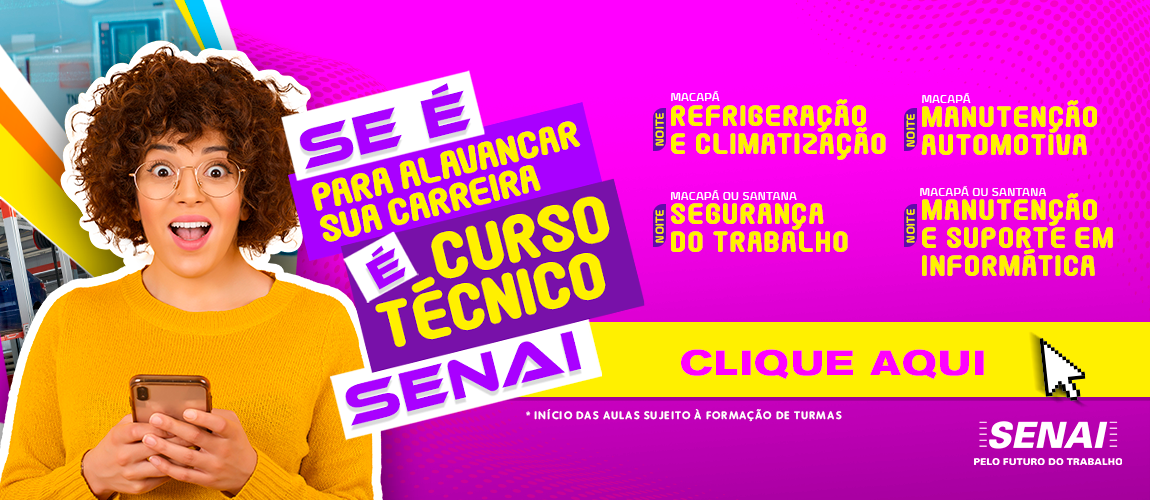 SE É
PARA ALAVANCAR
SUA CARREIRA
É CURSO
TÉCNICO
SENAI
MACAPÁ
NOITE
REFRIGERAÇÃO
E CLIMATIZAÇÃO
MACAPÁ
NOITE
MANUTENÇÃO
AUTOMOTIVA
MACAPÁ OU SANTANA
NOITE
SEGURANÇA
DO TRABALHO
MACAPÁ OU SANTANA
NOITE
MANUTENÇÃO
E SUPORTE EM
INFORMÁTICA
CLIQUE AQUI
* INÍCIO DAS AULAS SUJEITO À FORMAÇÃO DE TURMAS
SENAI
PELO FUTURO DO TRABALHO